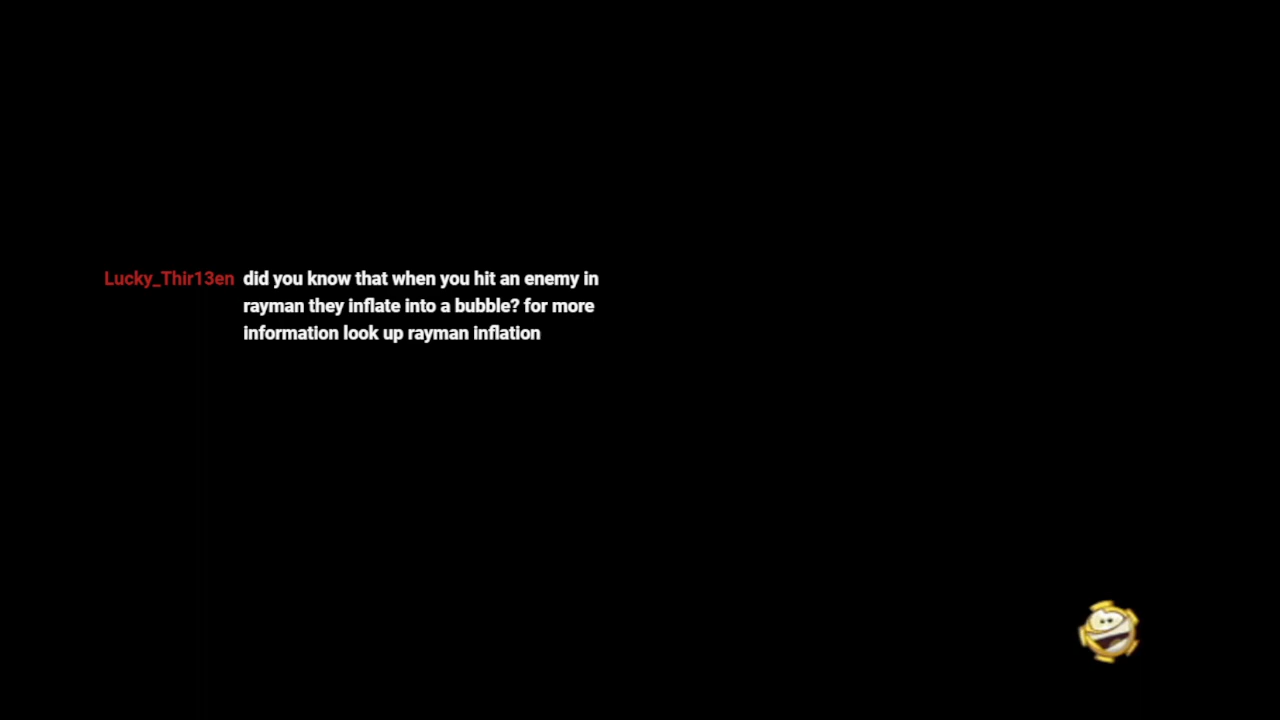 Lucky_Thir13en did you know that when you hit an enemy in
rayman they inflate into a bubble? for more
information look up rayman inflation